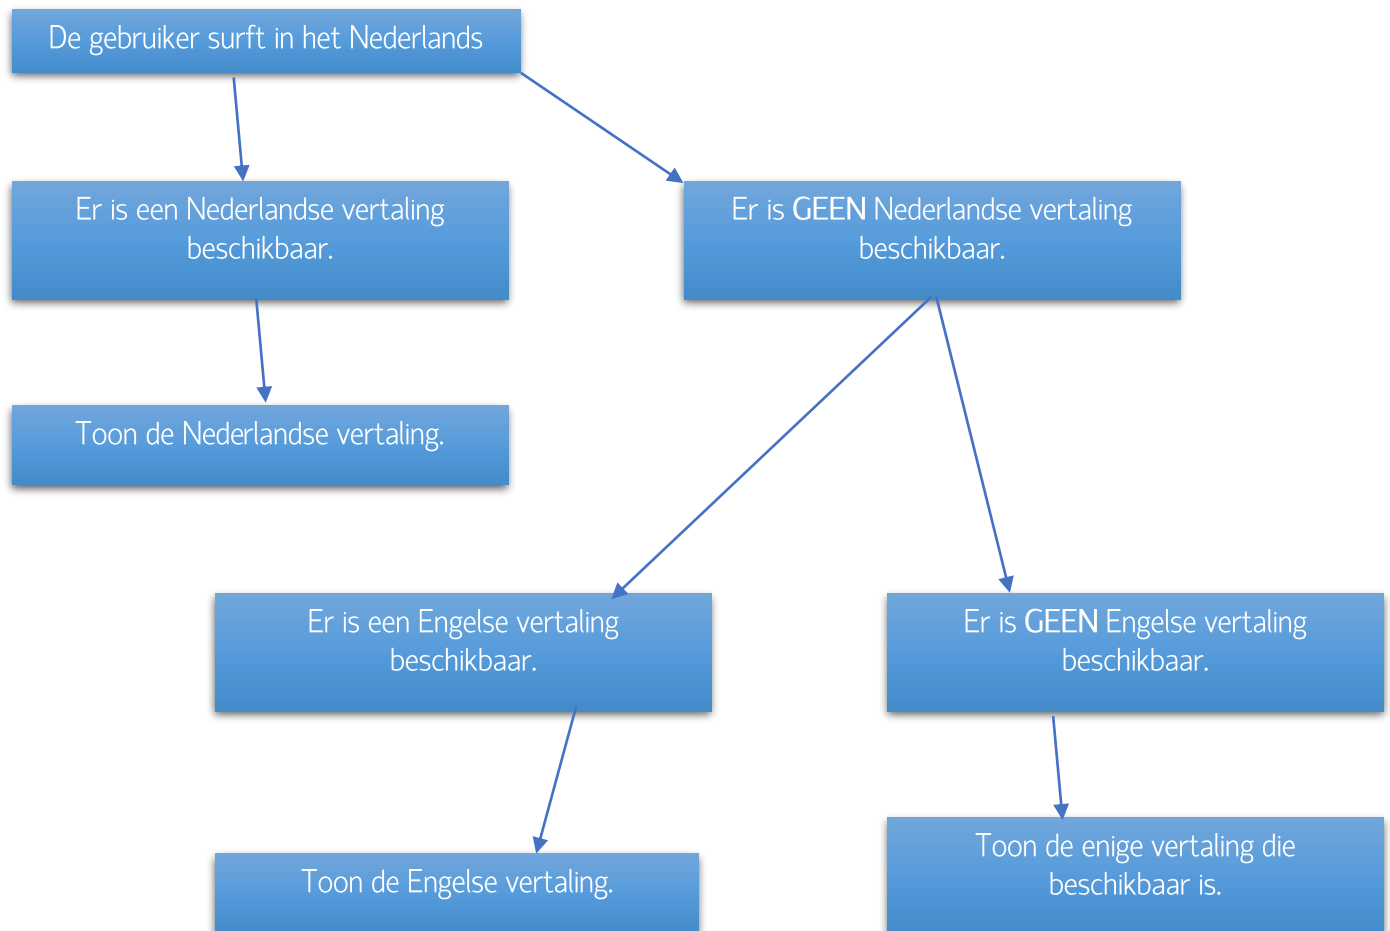 De gebruiker surft in het Nederlands
Er is een Nederlandse vertaling
beschikbaar.
Er is GEEN Nederlandse vertaling
beschikbaar.
Toon de Nederlandse vertaling.
Er is een Engelse vertaling
beschikbaar.
Er is GEEN Engelse vertaling
beschikbaar.
Toon de Engelse vertaling.
Toon de enige vertaling die
beschikbaar is.